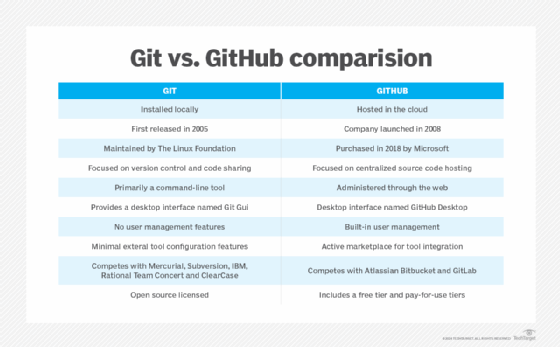 Git vs. GitHub comparision
GIT GITHUB
Installed locally Hosted in the cloud
First released in 2005 Company launched in 2008
Maintained by The Linux Foundation Purchased in 2018 by Microsoft
Focused on version control and code sharing Focused on centralized source code hosting
Primarily a command-line tool Administered through the web
Provides a desktop interface named Git Gui Desktop interface named GitHub Desktop
No user management features Built-in user management
Minimal exteral tool configuration features Active marketplace for tool integration
Competes with Mercurial, Subversion, IBM,
Rational Team Concert and ClearCase Competes with Atlassian Bitbucket and GitLab
Open source licensed Includes a free tier and pay-for-use tiers
TECHTARGET. ALL RIGHTS RESERVED TechTarget